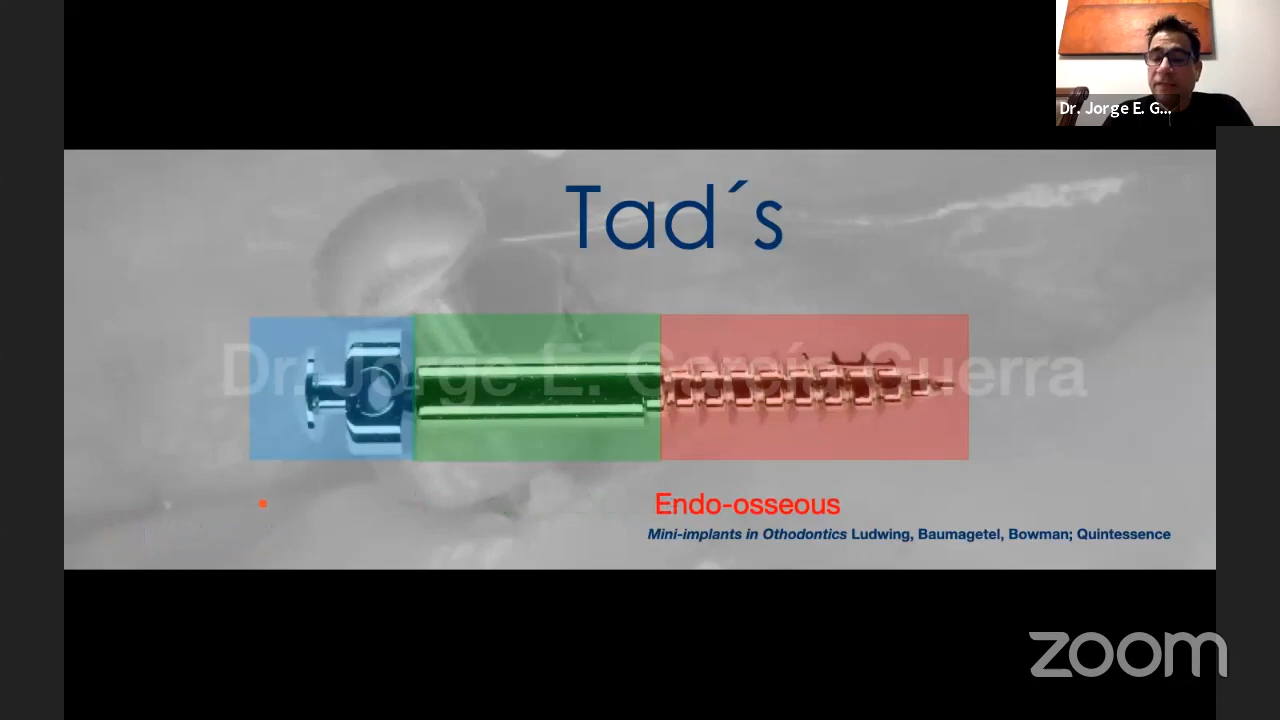 Dr. Jorge E. G...
Tad´s
Dr. Jorge E. García Guerra
Endo-osseous
Mini-implants in Othodontics Ludwing, Baumagetel, Bowman; Quintessence
zoom